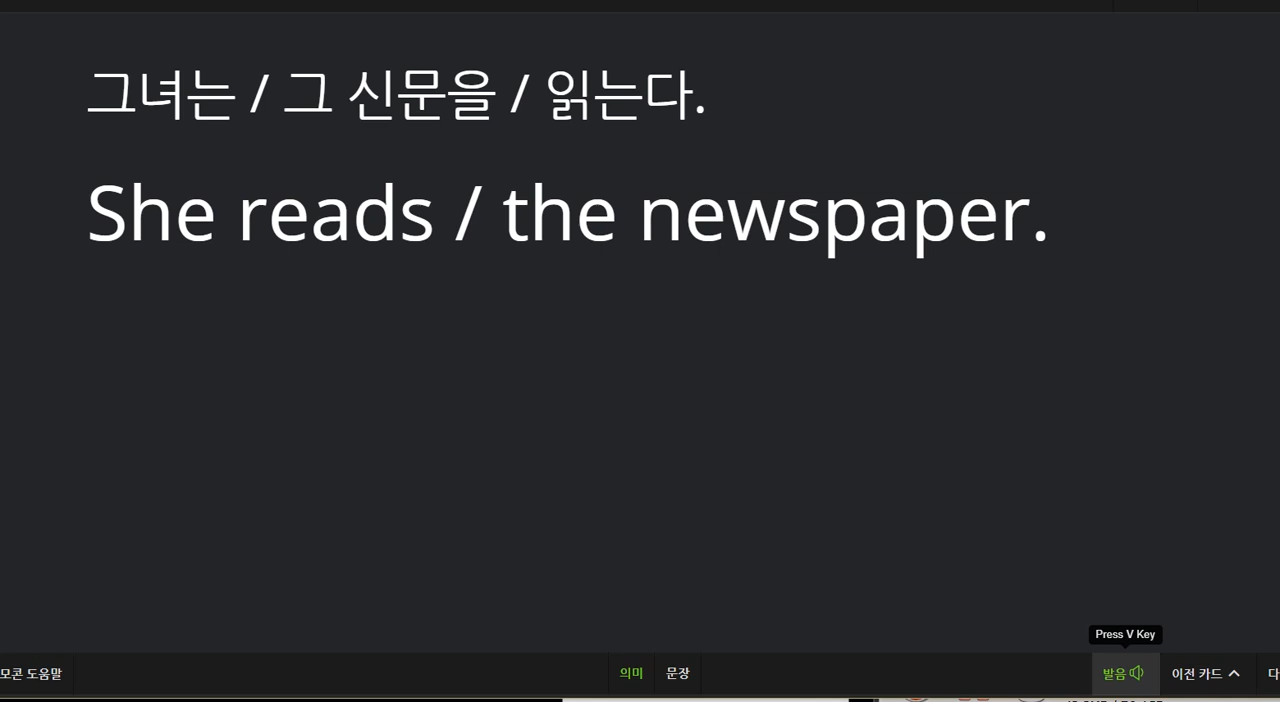 그녀는 / 그 신문을 / 읽는다.
She reads / the newspaper.
Press V Key
모콘 도움말 의미 문장 발음 이전 카드 다